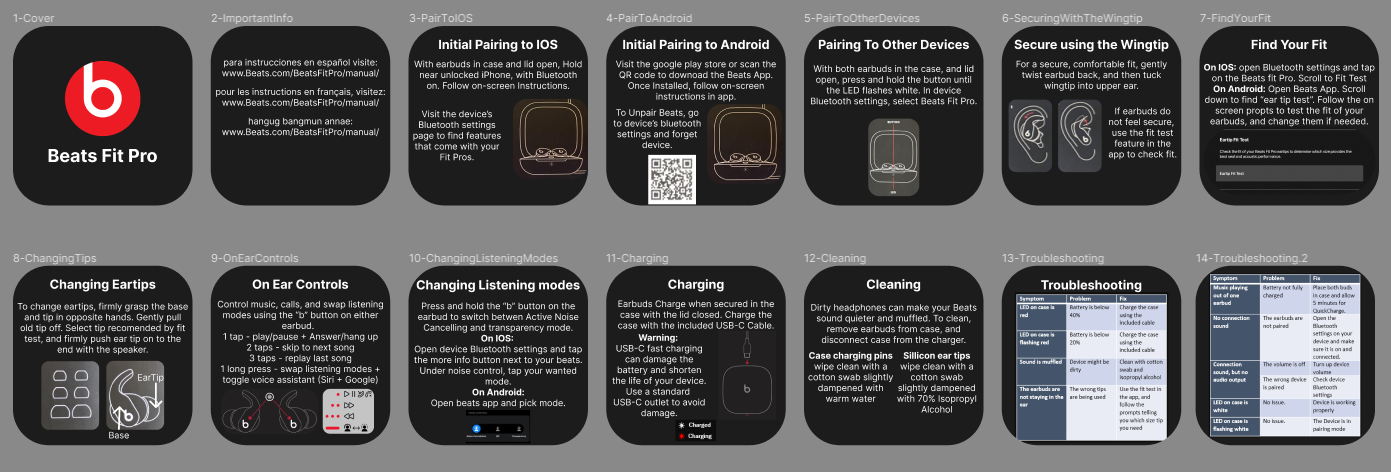 1-Cover
b
Beats Fit Pro
2-ImportantInfo
para instrucciones en español visite:
www.Beats.com/BeatsFitPro/manual/
pour les instructions en français, visitez:
www.Beats.com/BeatsFitPro/manual/
hangug bangmun annae:
www.Beats.com/BeatsFitPro/manual/
3-PairToIOS
Initial Pairing to IOS
With earbuds in case and lid open, Hold
near unlocked iPhone, with Bluetooth
on. Follow on-screen Instructions.
Visit the device's
Bluetooth settings
page to find features
that come with your
Fit Pros.
4-PairToAndroid
Initial Pairing to Android
Visit the google play store or scan the
QR code to downoad the Beats App.
Once Installed, follow on-screen
instructions in app.
To Unpair Beats, go
to device's bluetooth
settings and forget
device.
5-PairToOtherDevices
Pairing To Other Devices
With both earbuds in the case, and lid
open, press and hold the button until
the LED flashes white. In device
Bluetooth settings, select Beats Fit Pro.
BUTTON
LED
6-SecuringWithTheWingtip
Secure using the Wingtip
For a secure, comfortable fit, gently
twist earbud back, and then tuck
wingtip into upper ear.
If earbuds do
not feel secure,
use the fit test
feature in the
app to check fit.
7-FindYourFit
Find Your Fit
On IOS: open Bluetooth settings and tap
on the Beats fit Pro. Scroll to Fit Test
On Android: Open Beats App. Scroll
down to find "ear tip test". Follow the on
screen propts to test the fit of your
earbuds, and change them if needed.
Eartip Fit Test
Check the fit of your Beats Fit Pro eartips to determine which size provides the
best seal and acoustic performance.
Eartip Fit Test
8-ChangingTips
Changing Eartips
To change eartips, firmly grasp the base
and tip in opposite hands. Gently pull
old tip off. Select tip recomended by fit
test, and firmly push ear tip on to the
end with the speaker.
EarTip
Base
9-OnEarControls
On Ear Controls
Control music, calls, and swap listening
modes using the "b" button on either
earbud.
1 tap - play/pause + Answer/hang up
2 taps - skip to next song
3 taps - replay last song
1 long press - swap listening modes +
toggle voice assistant (Siri + Google)
10-ChangingListeningModes
Changing Listening modes
Press and hold the "b" button on the
earbud to switch betwen Active Noise
Cancelling and transparency mode.
On IOS:
Open device Bluetooth settings and tap
the more info button next to your beats.
Under noise control, tap your wanted
mode.
On Android:
Open beats app and pick mode.
11-Charging
Charging
Earbuds Charge when secured in the
case with the lid closed. Charge the
case with the included USB-C Cable.
Warning:
USB-C fast charging
can damage the
battery and shorten
the life of your device.
Use a standard
USB-C outlet to avoid
damage.
Charged
Charging
12-Cleaning
Cleaning
Dirty headphones can make your Beats
sound quieter and muffled. To clean,
remove earbuds from case, and
disconnect case from the charger.
Case charging pins
wipe clean with a
cotton swab slightly
dampened with
warm water
Sillicon ear tips
wipe clean with a
cotton swab
slightly dampened
with 70% Isopropyl
Alcohol
13-Troubleshooting
Troubleshooting
Symptom Problem Fix
LED on case is red Battery is below 40% Charge the case using the included cable
LED on case is flashing red Battery is below 20% Charge the case using the included cable
Sound is muffled Device might be dirty Clean with cotton swab and Isopropyl alcohol
The earbuds are not staying in the ear The wrong tips are being used Use the fit test in the app, and follow the prompts telling you which size tip you need
14-Troubleshooting.2
Symptom Problem Fix
Music playing out of one earbud Battery not fully charged Place both buds in case and allow 5 minutes for QuickCharge.
No connection sound The earbuds are not paired Open the Bluetooth settings on your device and make sure it is on and connected.
Connection sound, but no audio output The volume is off Turn up device volume
The wrong device is paired Check device Bluetooth settings
LED on case is white No Issue. Device is working properly
LED on case is flashing white No Issue. The Device is in pairing mode